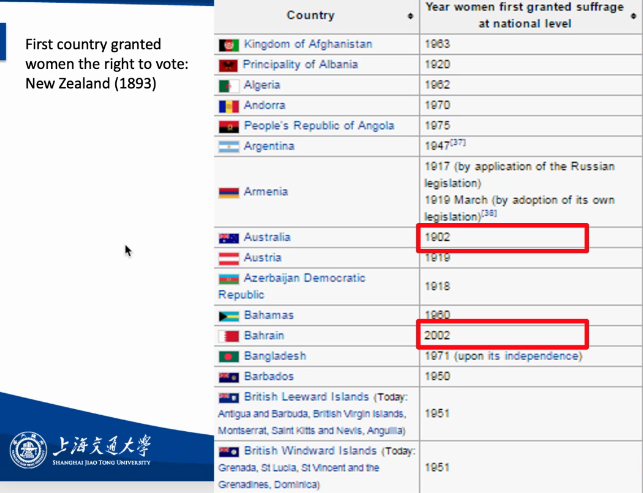 First country granted
women the right to vote:
New Zealand (1893)
上海交通大学
SHANGHAI JIAO TONG UNIVERSITY
Country
Year women first granted suffrage
at national level
Kingdom of Afghanistan
1963
Principality of Albania
1920
Algeria
1962
Andorra
1970
People's Republic of Angola
1975
Argentina
1947[37]
Armenia
1917 (by application of the Russian
legislation)
1919 March (by adoption of its own
legislation)[38]
Australia
1902
Austria
1919
Azerbaijan Democratic
Republic
1918
Bahamas
1960
Bahrain
2002
Bangladesh
1971 (upon its independence)
Barbados
1950
British Leeward Islands (Today:
Antigua and Barbuda, British Virgin Islands,
Montserrat, Saint Kitts and Nevis, Anguilla)
1951
British Windward Islands (Today:
Grenada, St Lucia, St Vincent and the
Grenadines, Dominica)
1951